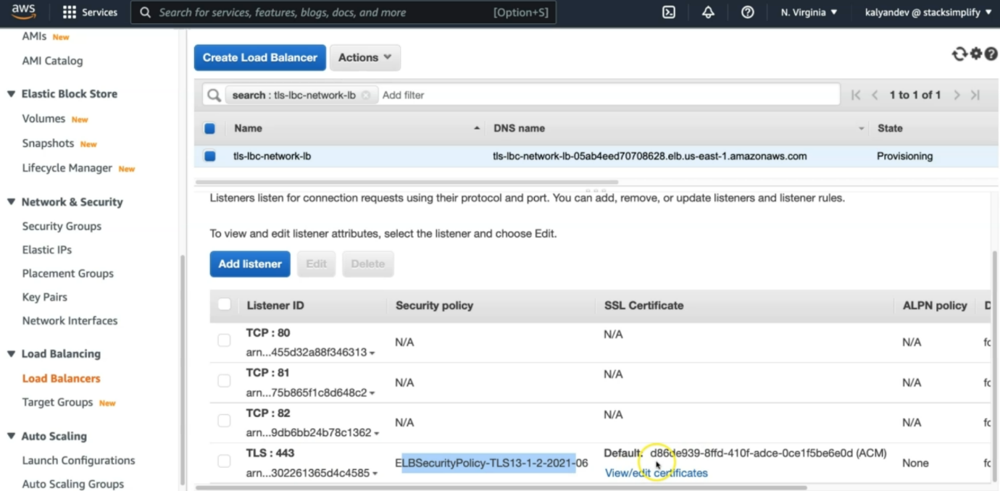 aws
Services
Search for services, features, blogs, docs, and more
[Option+S]
N. Virginia
kalyandev @ stacksimplify
AMIs New
AMI Catalog
Elastic Block Store
Volumes New
Snapshots New
Lifecycle Manager New
Network & Security
Security Groups
Elastic IPs
Placement Groups
Key Pairs
Network Interfaces
Load Balancing
Load Balancers
Target Groups New
Auto Scaling
Launch Configurations
Auto Scaling Groups
Create Load Balancer
Actions
search : tls-lbc-network-lb
Add filter
1 to 1 of 1
Name DNS name State
tls-lbc-network-lb tls-lbc-network-lb-05ab4eed70708628.elb.us-east-1.amazonaws.com Provisioning
Listeners listen for connection requests using their protocol and port. You can add, remove, or update listeners and listener rules.
To view and edit listener attributes, select the listener and choose Edit.
Add listener Edit Delete
Listener ID Security policy SSL Certificate ALPN policy D
TCP : 80
arn...455d32a88f346313
N/A N/A N/A fc
TCP : 81
arn...75b865f1c8d648c2
N/A N/A N/A fc
TCP : 82
arn...9db6bb24b78c1362
N/A N/A N/A fc
TLS : 443
arn...302261365d4c4585
ELBSecurityPolicy-TLS13-1-2-2021-06
Default: d86de939-8ffd-410f-adce-0ce1f5be6e0d (ACM)
View/edit certificates
None fc